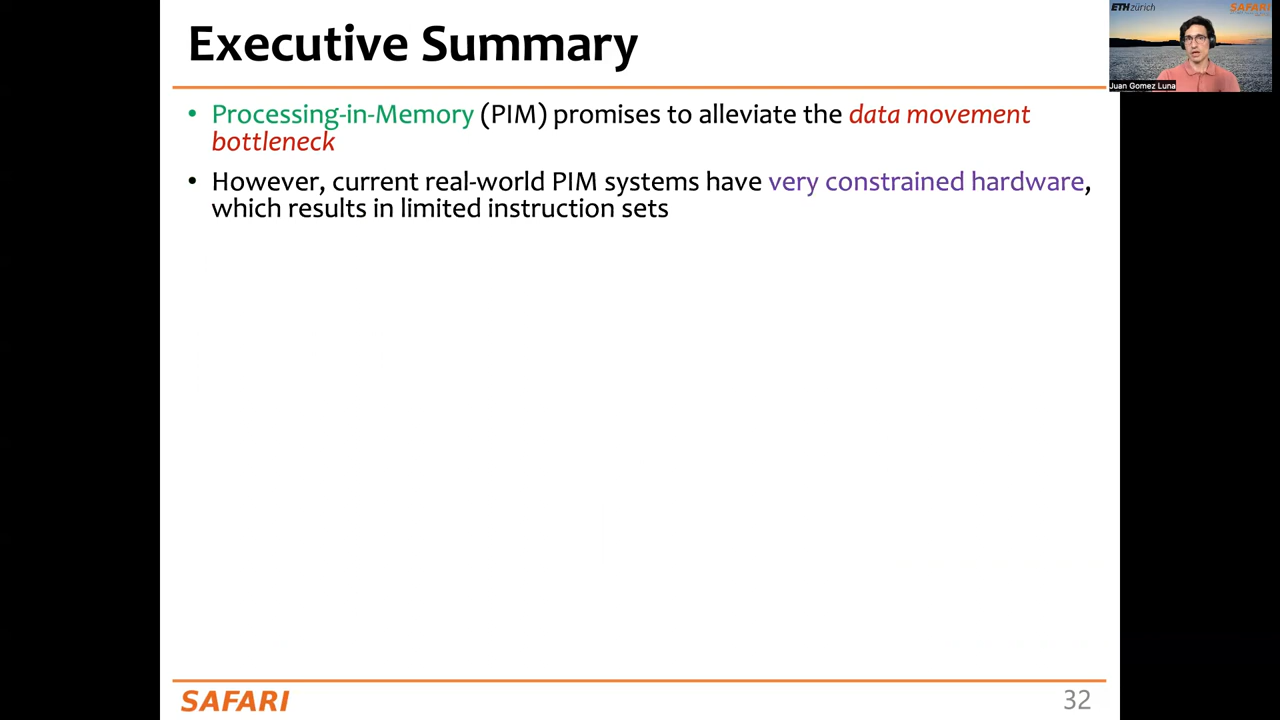 Executive Summary
• Processing-in-Memory (PIM) promises to alleviate the data movement
bottleneck
• However, current real-world PIM systems have very constrained hardware,
which results in limited instruction sets
SAFARI
32
ETH zürich
SAFARI
Juan Gomez Luna